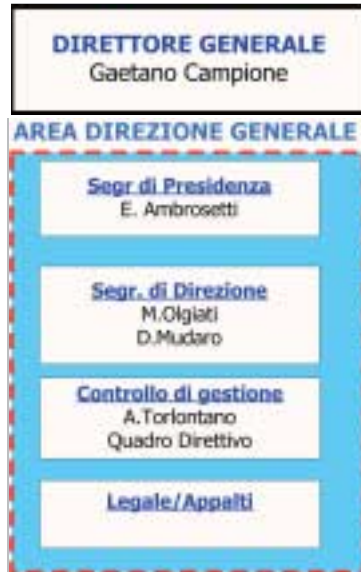 DIRETTORE GENERALE
Gaetano Campione
AREA DIREZIONE GENERALE
Segr di Presidenza
E. Ambrosetti
Segr. di Direzione
M.Olgiati
D.Mudaro
Controllo di gestione
A.Torlontano
Quadro Direttivo
Legale/Appalti